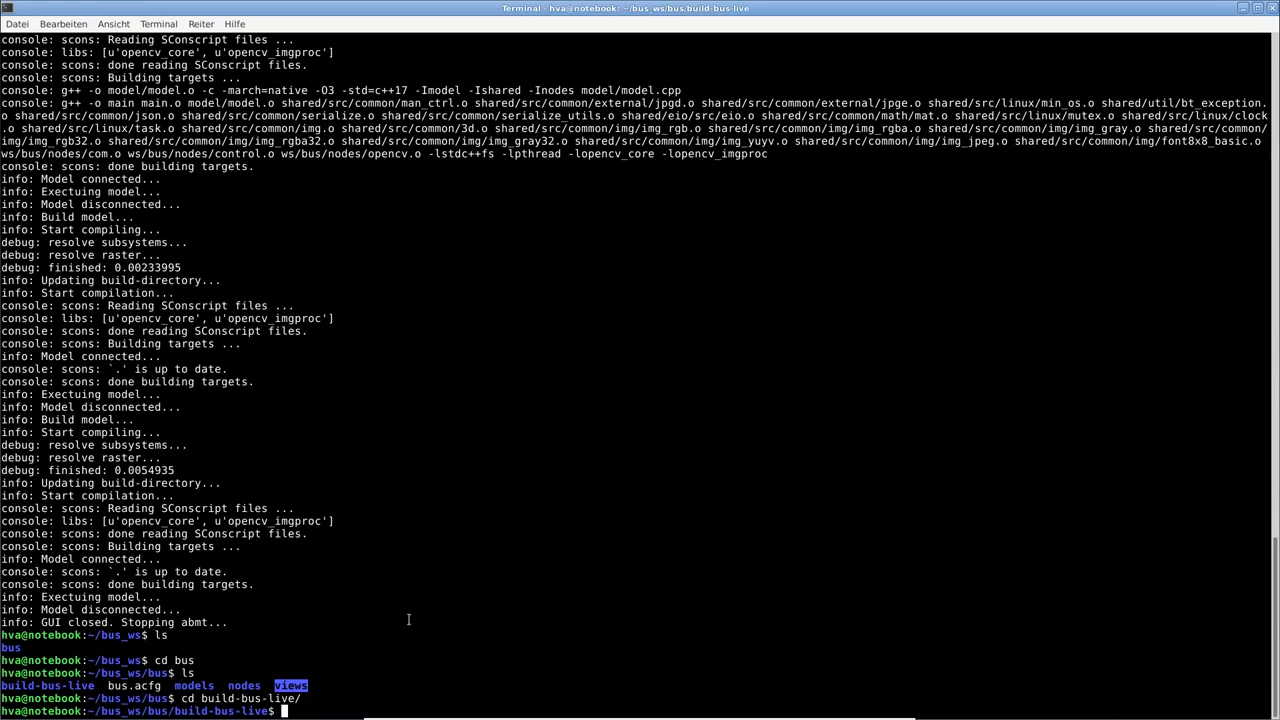 Terminal - hva@notebook: ~/bus_ws/bus/build-bus-live
Datei Bearbeiten Ansicht Terminal Reiter Hilfe
console: scons: Reading SConscript files ...
console: libs: [u'opencv_core', u'opencv_imgproc']
console: scons: done reading SConscript files.
console: scons: Building targets ...
console: g++ -o model/model.o -c -march=native -O3 -std=c++17 -Imodel -Ishared -Inodes model/model.cpp
console: g++ -o main main.o model/model.o shared/src/common/man_ctrl.o shared/src/common/external/jpgd.o shared/src/common/external/jpge.o shared/src/linux/min_os.o shared/util/bt_exception.
o shared/src/common/json.o shared/src/common/serialize.o shared/src/common/serialize_utils.o shared/eio/src/eio.o shared/src/common/math/mat.o shared/src/linux/mutex.o shared/src/linux/clock
.o shared/src/linux/task.o shared/src/common/img.o shared/src/common/3d.o shared/src/common/img/img_rgb.o shared/src/common/img/img_rgba.o shared/src/common/img/img_gray.o shared/src/common/
img/img_rgb32.o shared/src/common/img/img_rgba32.o shared/src/common/img/img_gray32.o shared/src/common/img/img_yuyv.o shared/src/common/img/img_jpeg.o shared/src/common/img/font8x8_basic.o
ws/bus/nodes/com.o ws/bus/nodes/control.o ws/bus/nodes/opencv.o -lstdc++fs -lpthread -lopencv_core -lopencv_imgproc
console: scons: done building targets.
info: Model connected...
info: Exectuing model...
info: Model disconnected...
info: Build model...
info: Start compiling...
debug: resolve subsystems...
debug: resolve raster...
debug: finished: 0.00233995
info: Updating build-directory...
info: Start compilation...
console: scons: Reading SConscript files ...
console: libs: [u'opencv_core', u'opencv_imgproc']
console: scons: done reading SConscript files.
console: scons: Building targets ...
info: Model connected...
console: scons: `.' is up to date.
console: scons: done building targets.
info: Exectuing model...
info: Model disconnected...
info: Build model...
info: Start compiling...
debug: resolve subsystems...
debug: resolve raster...
debug: finished: 0.0054935
info: Updating build-directory...
info: Start compilation...
console: scons: Reading SConscript files ...
console: libs: [u'opencv_core', u'opencv_imgproc']
console: scons: done reading SConscript files.
console: scons: Building targets ...
info: Model connected...
console: scons: `.' is up to date.
console: scons: done building targets.
info: Exectuing model...
info: Model disconnected...
info: GUI closed. Stopping abmt...
hva@notebook:~/bus_ws$ ls
bus
hva@notebook:~/bus_ws$ cd bus
hva@notebook:~/bus_ws/bus$ ls
build-bus-live bus.acfg models nodes views
hva@notebook:~/bus_ws/bus$ cd build-bus-live/
hva@notebook:~/bus_ws/bus/build-bus-live$